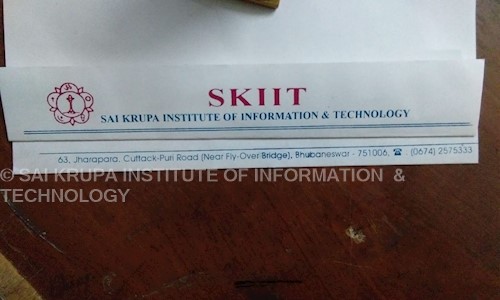 SKIIT
SAI KRUPA INSTITUTE OF INFORMATION & TECHNOLOGY
63, Jharapara, Cuttack-Puri Road (Near Fly-Over Bridge), Bhubaneswar - 751006, ☎ : (0674) 2575333
© SAI KRUPA INSTITUTE OF INFORMATION &
TECHNOLOGY